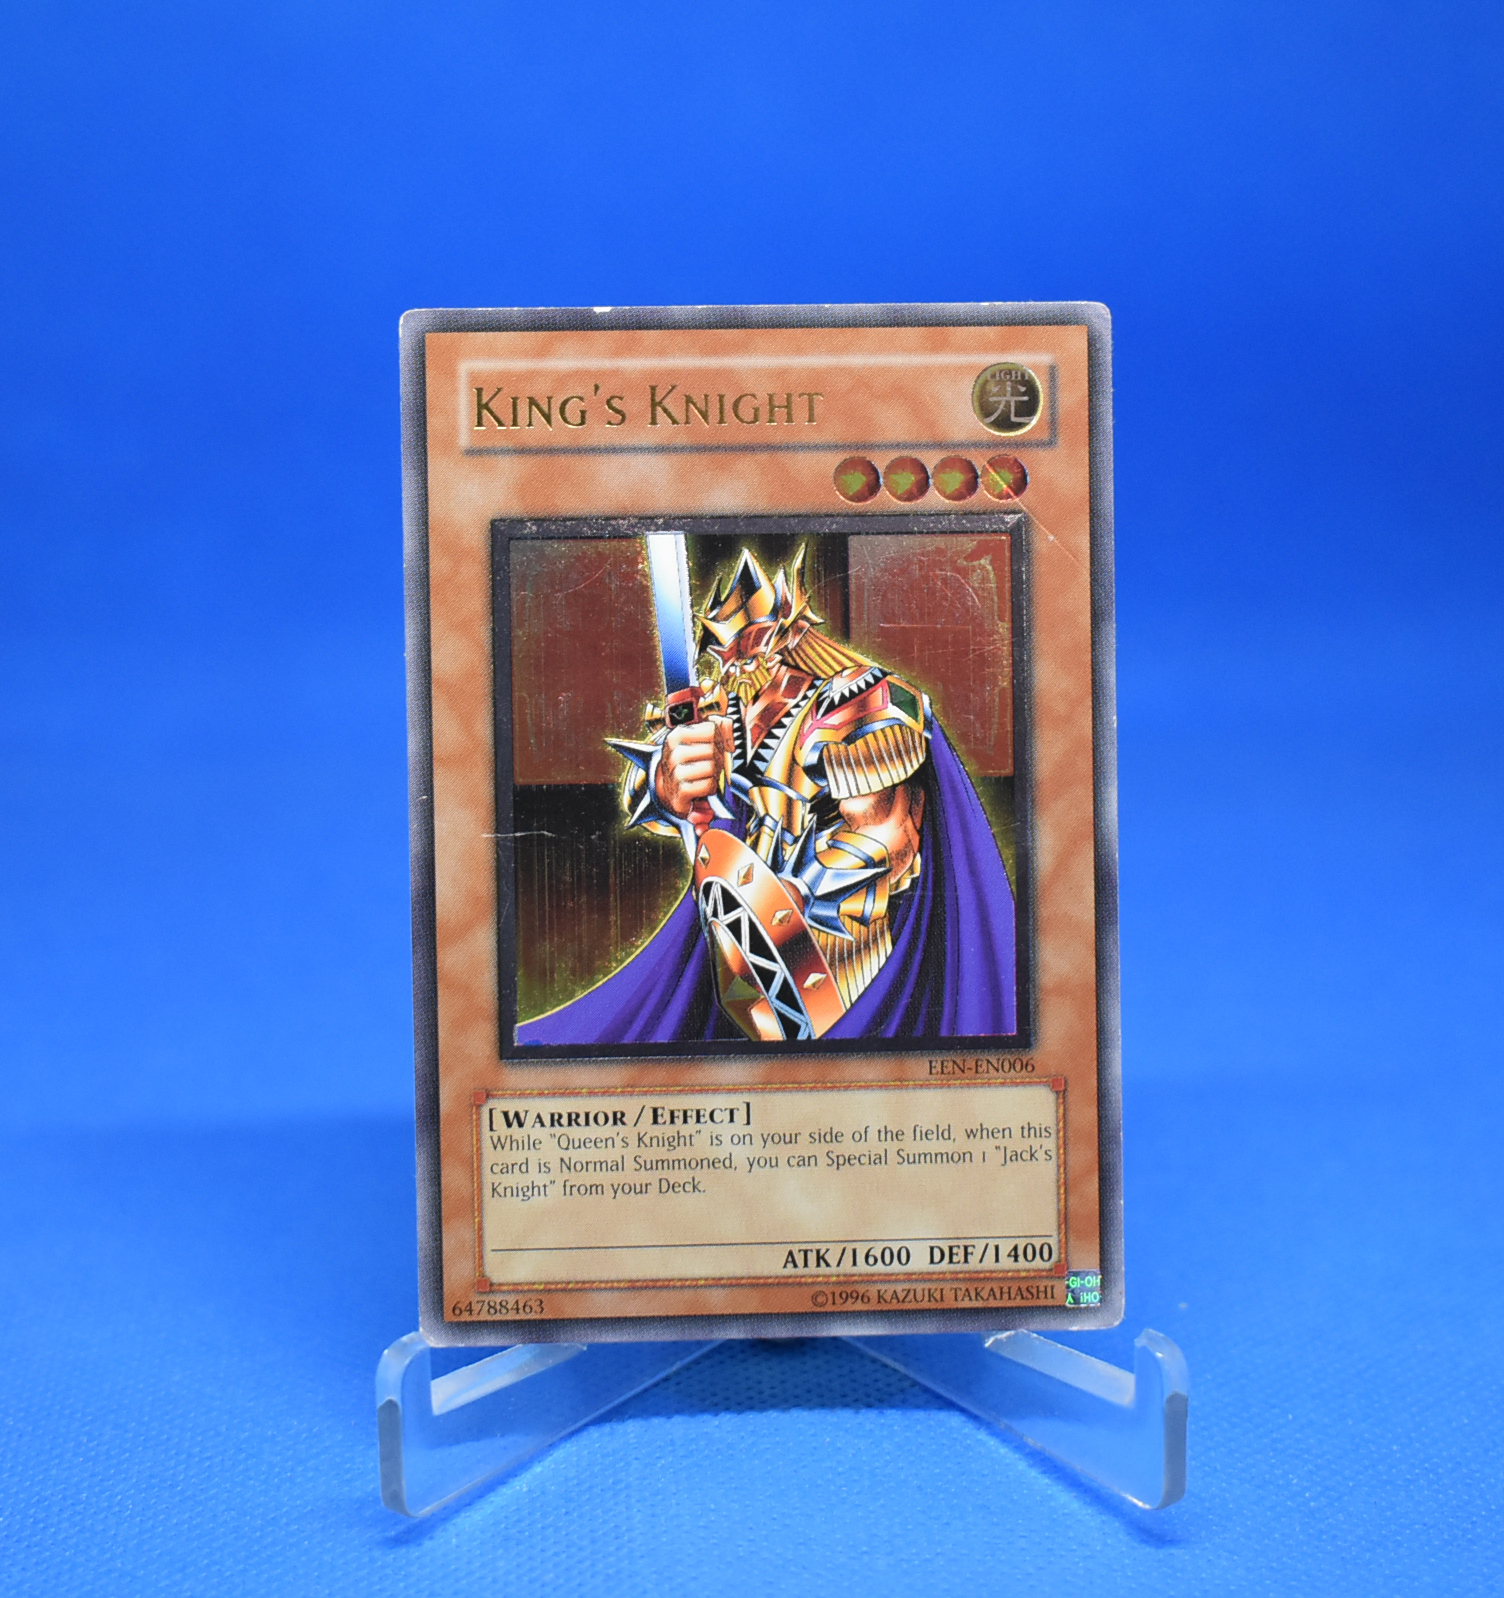 KING'S KNIGHT
LIGHT
光
EEN-EN006
[WARRIOR/EFFECT]
While "Queen's Knight" is on your side of the field, when this
card is Normal Summoned, you can Special Summon 1 "Jack's
Knight" from your Deck.
ATK/1600 DEF/1400
64788463
©1996 KAZUKI TAKAHASHI